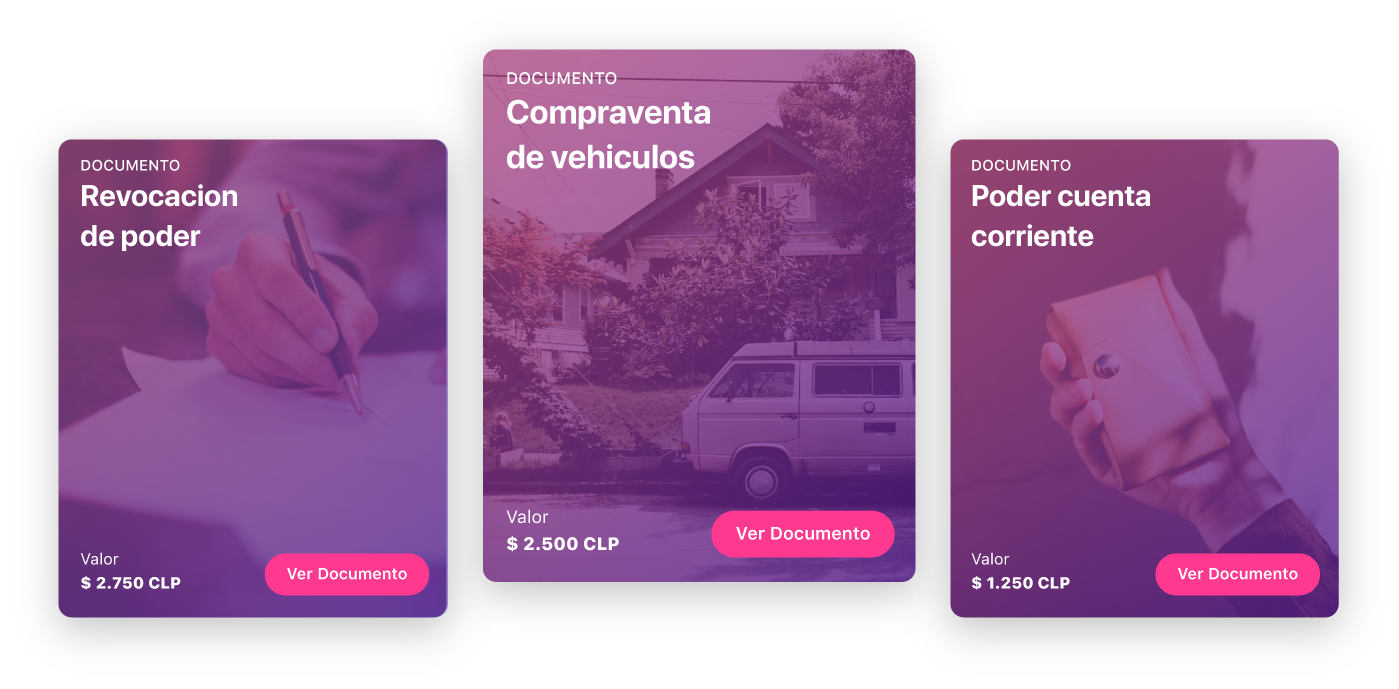 DOCUMENTO
Revocacion
de poder
Valor
$ 2.750 CLP
Ver Documento
DOCUMENTO
Compraventa
de vehiculos
Valor
$ 2.500 CLP
Ver Documento
DOCUMENTO
Poder cuenta
corriente
Valor
$ 1.250 CLP
Ver Documento